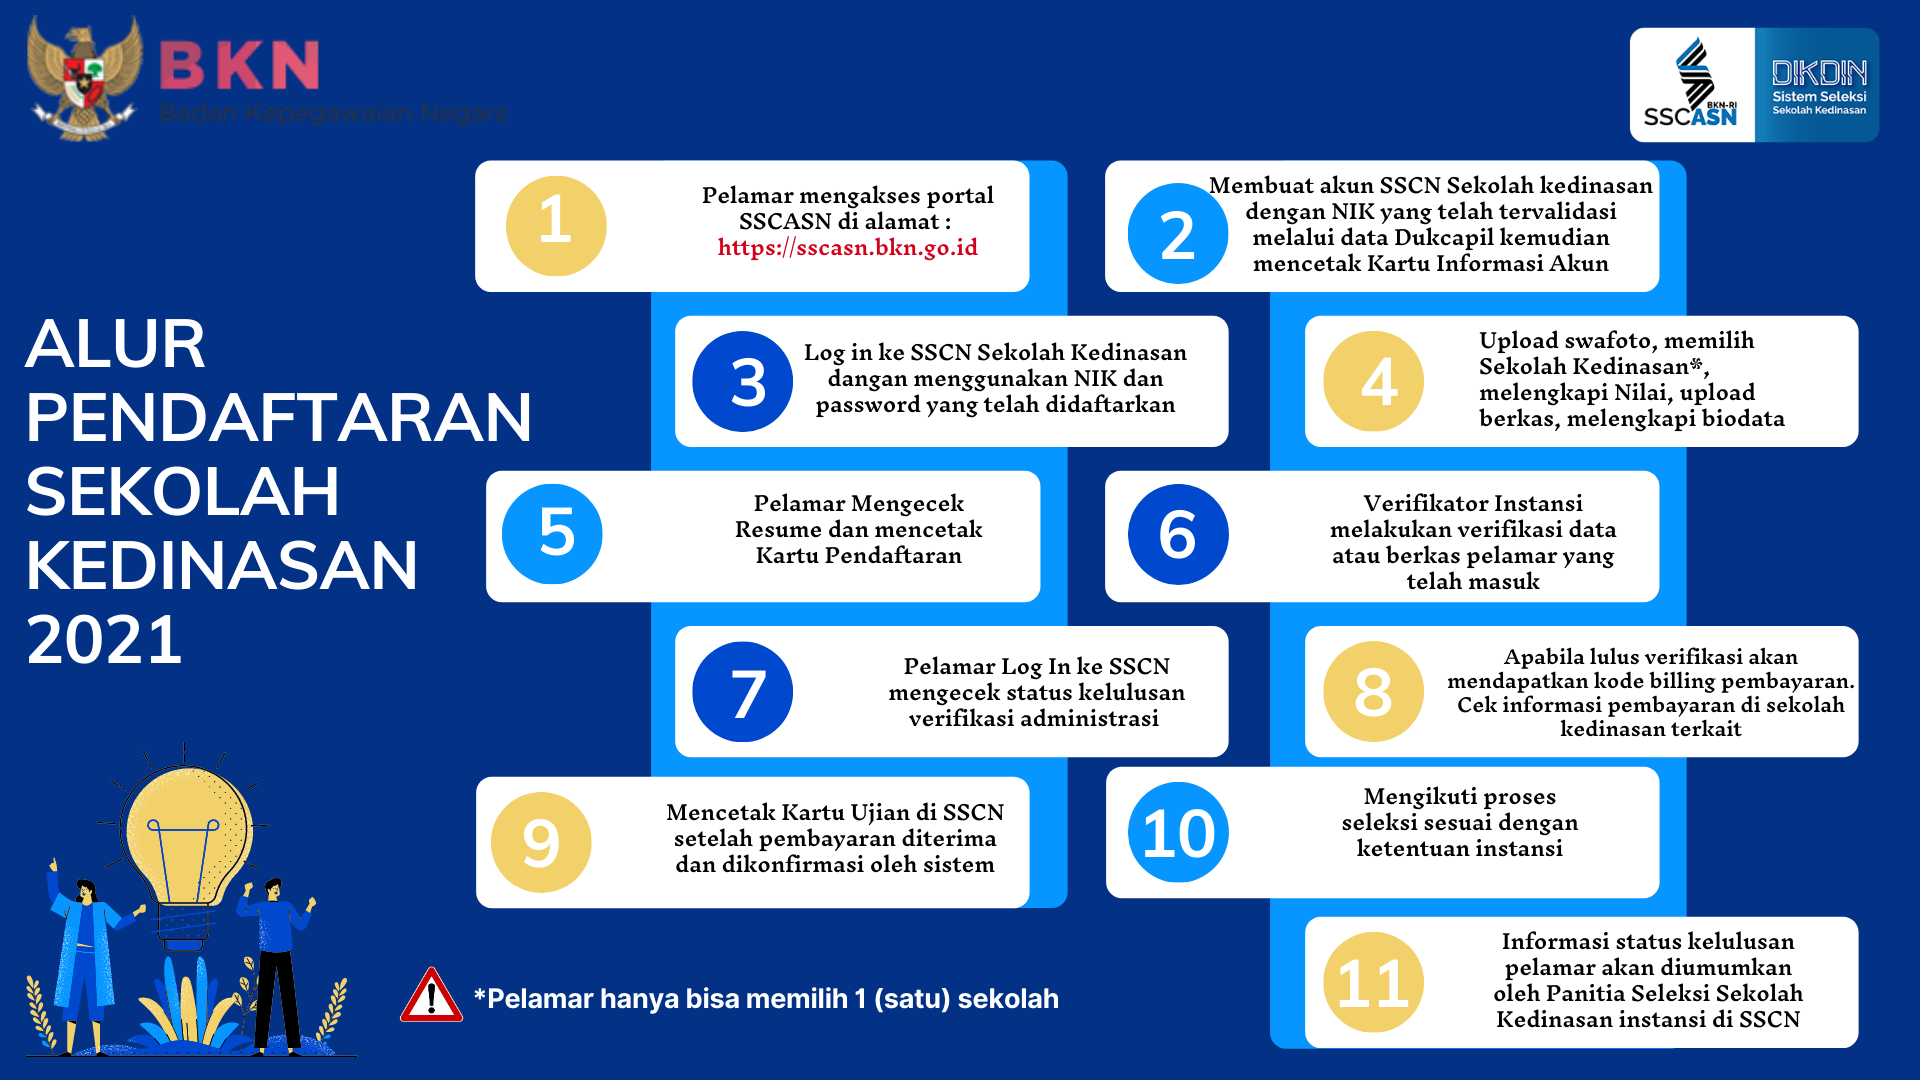 BKN
Badan Kepegawaian Negara
BKN-RI
SSCASN
DIKDIN
Sistem Seleksi
Sekolah Kedinasan
ALUR
PENDAFTARAN
SEKOLAH
KEDINASAN
2021
1
Pelamar mengakses portal
SSCASN di alamat :
https://sscasn.bkn.go.id
2
Membuat akun SSCN Sekolah kedinasan
dengan NIK yang telah tervalidasi
melalui data Dukcapil kemudian
mencetak Kartu Informasi Akun
3
Log in ke SSCN Sekolah Kedinasan
dangan menggunakan NIK dan
password yang telah didaftarkan
4
Upload swafoto, memilih
Sekolah Kedinasan*,
melengkapi Nilai, upload
berkas, melengkapi biodata
5
Pelamar Mengecek
Resume dan mencetak
Kartu Pendaftaran
6
Verifikator Instansi
melakukan verifikasi data
atau berkas pelamar yang
telah masuk
7
Pelamar Log In ke SSCN
mengecek status kelulusan
verifikasi administrasi
8
Apabila lulus verifikasi akan
mendapatkan kode billing pembayaran.
Cek informasi pembayaran di sekolah
kedinasan terkait
9
Mencetak Kartu Ujian di SSCN
setelah pembayaran diterima
dan dikonfirmasi oleh sistem
10
Mengikuti proses
seleksi sesuai dengan
ketentuan instansi
11
Informasi status kelulusan
pelamar akan diumumkan
oleh Panitia Seleksi Sekolah
Kedinasan instansi di SSCN
*Pelamar hanya bisa memilih 1 (satu) sekolah